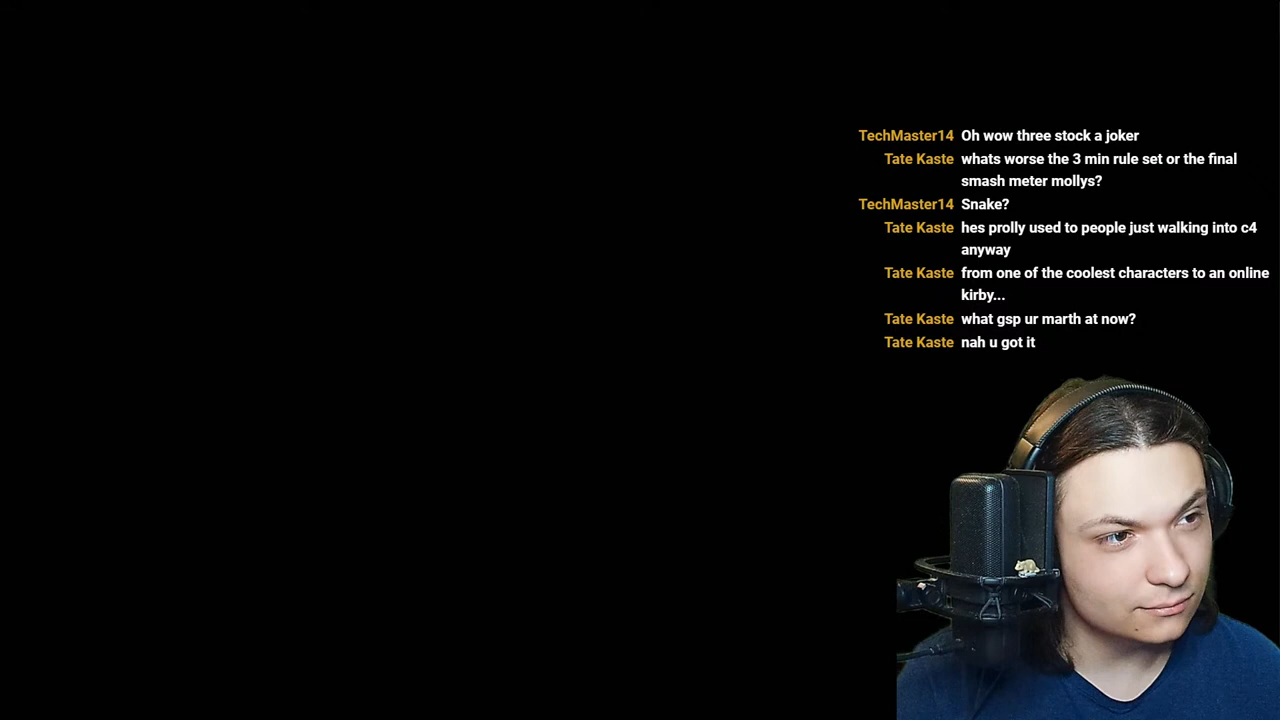 TechMaster14 Oh wow three stock a joker
Tate Kaste whats worse the 3 min rule set or the final
smash meter mollys?
TechMaster14 Snake?
Tate Kaste hes prolly used to people just walking into c4
anyway
Tate Kaste from one of the coolest characters to an online
kirby...
Tate Kaste what gsp ur marth at now?
Tate Kaste nah u got it